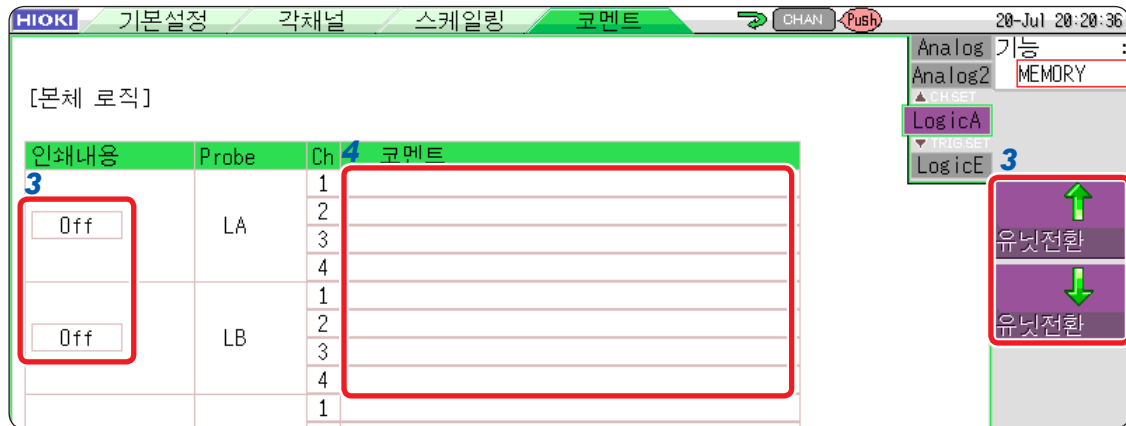 HIOKI 기본설정 각채널 스케일링 코멘트 CHAN Push 20-Jul 20:20:36
Analog 기능 :
Analog2 MEMORY
[본체 로직]
▲ CH.SET
LogicA
▼ TRIG.SET
LogicE 3
인쇄내용 Probe Ch 4 코멘트
3
1
Off LA 2
3
4
유닛전환
1
Off LB 2
3
4
유닛전환
1